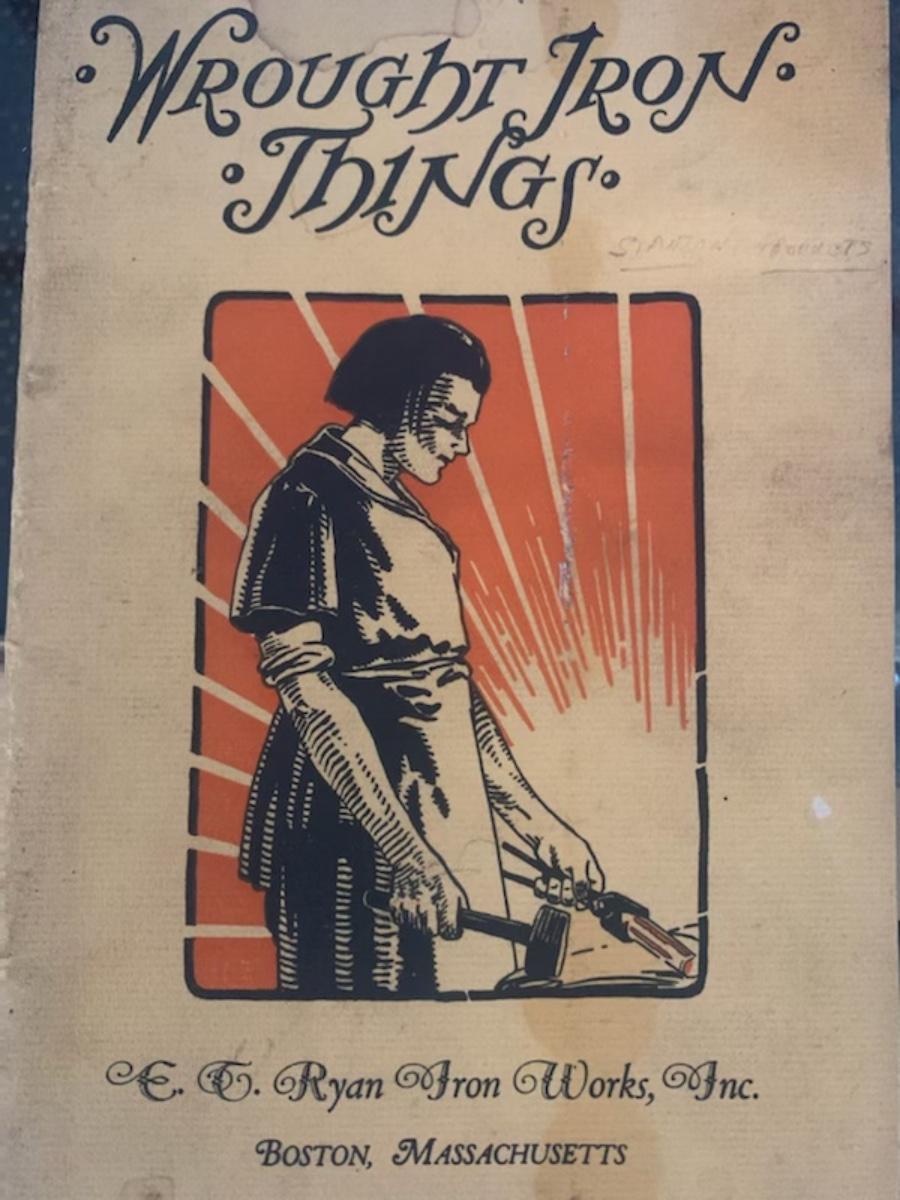 ·WROUGHT IRON·
·THINGS·
E. T. Ryan Iron Works, Inc.
BOSTON, MASSACHUSETTS